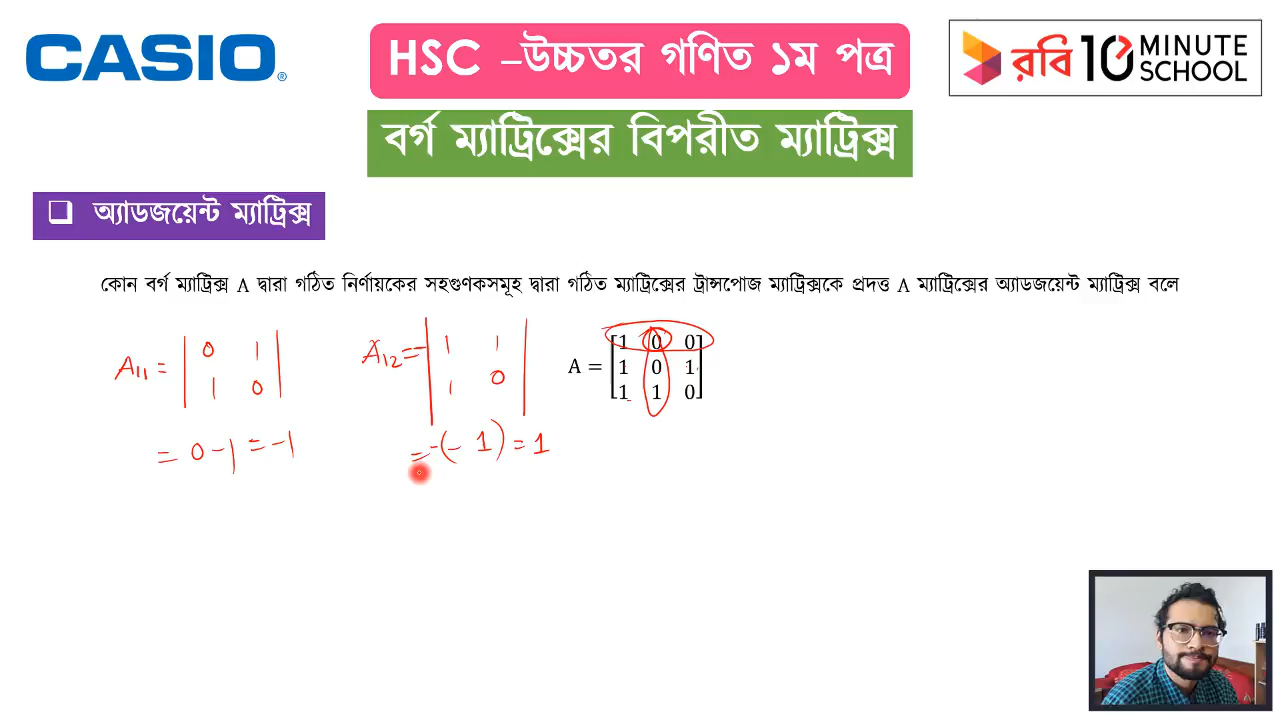 CASIO®
HSC –উচ্চতর গণিত ১ম পত্র
রবি 10 MINUTE SCHOOL
বর্গ ম্যাট্রিক্সের বিপরীত ম্যাট্রিক্স
❑ অ্যাডজয়েন্ট ম্যাট্রিক্স
কোন বর্গ ম্যাট্রিক্স A দ্বারা গঠিত নির্ণায়কের সহগুণকসমূহ দ্বারা গঠিত ম্যাট্রিক্সের ট্রান্সপোজ ম্যাট্রিক্সকে প্রদত্ত A ম্যাট্রিক্সের অ্যাডজয়েন্ট ম্যাট্রিক্স বলে
A₁₁ = | 0 1 |
| 1 0 |
= 0 - 1 = -1
A₁₂ = - | 1 1 |
| 1 0 |
= -(- 1) = 1
A = [1 0 0
1 0 1
1 1 0]